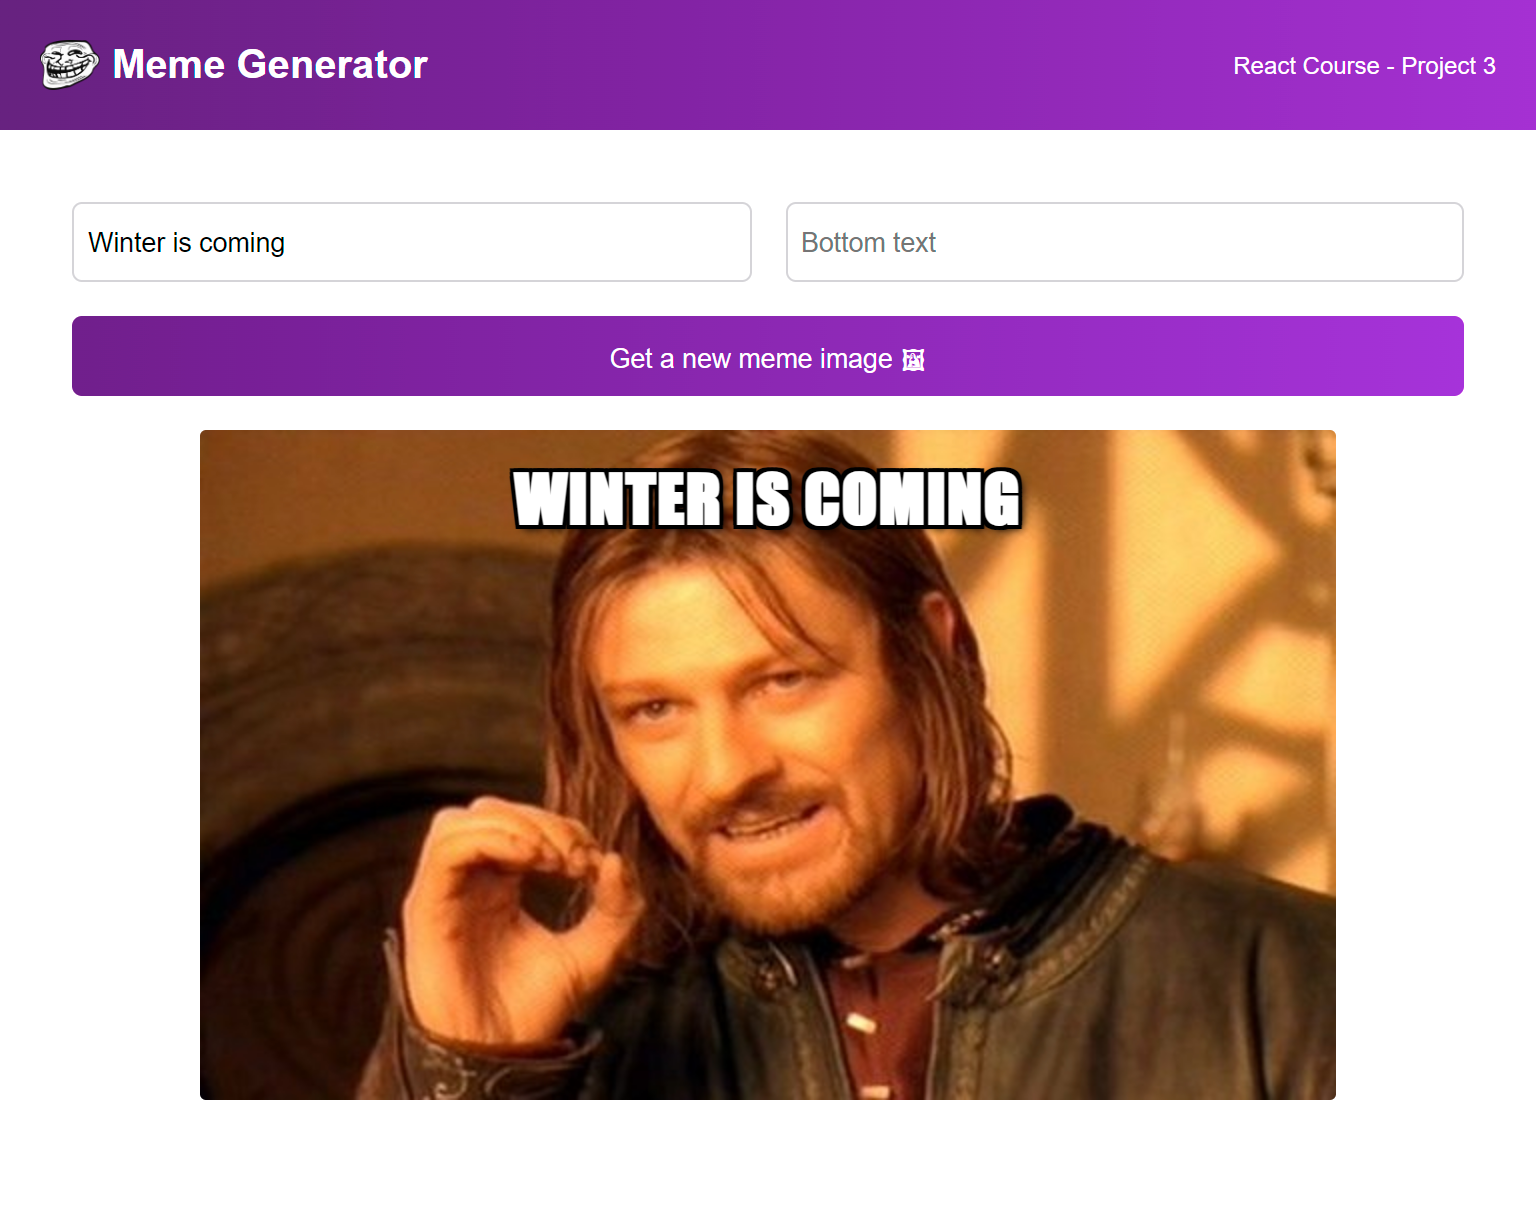 Meme Generator
React Course - Project 3
Winter is coming
Bottom text
Get a new meme image 🖼
WINTER IS COMING